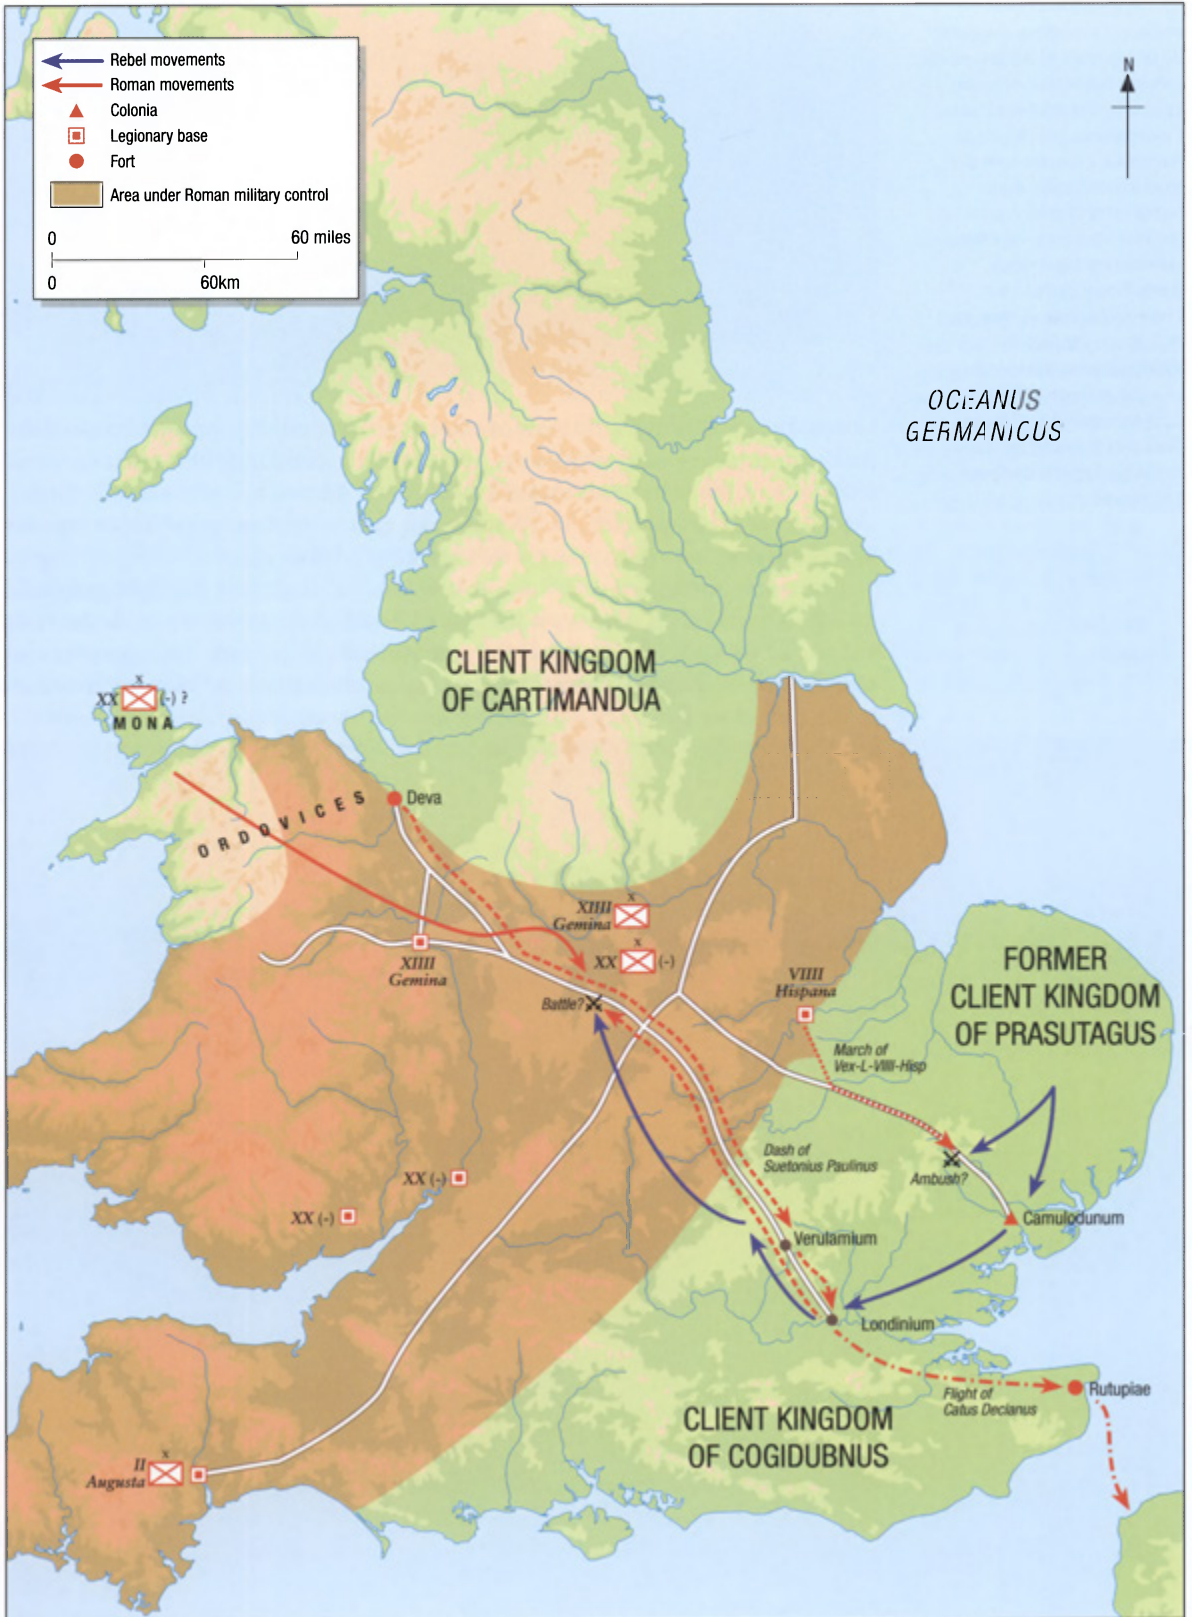 Rebel movements
Roman movements
Colonia
Legionary base
Fort
Area under Roman military control
0 60 miles
0 60km
N
OCEANUS
GERMANICUS
CLIENT KINGDOM
OF CARTIMANDUA
x
XX (-) ?
MONA
ORDOVICES
Deva
x
XIIII
Gemina
x
XX (-)
XIIII
Gemina
VIIII
Hispana
FORMER
CLIENT KINGDOM
OF PRASUTAGUS
Battle?
March of
Vex-L-VIIII-Hisp
Dash of
Suetonius Paulinus
Ambush?
XX (-)
XX (-)
Camulodunum
Verulamium
Londinium
Flight of
Catus Decianus
Rutupiae
CLIENT KINGDOM
OF COGIDUBNUS
x
II
Augusta